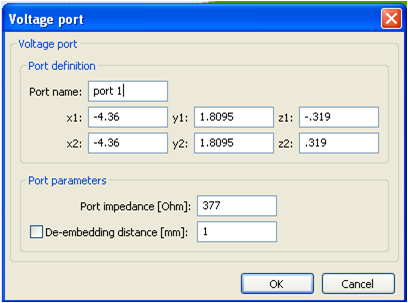 Voltage port
Voltage port
Port definition
Port name: port 1
x1: -4.36 y1: 1.8095 z1: -.319
x2: -4.36 y2: 1.8095 z2: .319
Port parameters
Port impedance [Ohm]: 377
De-embedding distance [mm]: 1
OK Cancel